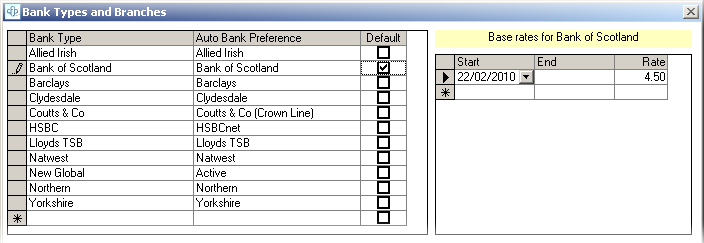 Bank Types and Branches
Bank Type Auto Bank Preference Default
Allied Irish Allied Irish
Bank of Scotland Bank of Scotland
Barclays Barclays
Clydesdale Clydesdale
Coutts & Co Coutts & Co (Crown Line)
HSBC HSBCnet
Lloyds TSB Lloyds TSB
Natwest Natwest
New Global Active
Northern Northern
Yorkshire Yorkshire
Base rates for Bank of Scotland
Start End Rate
22/02/2010 4.50